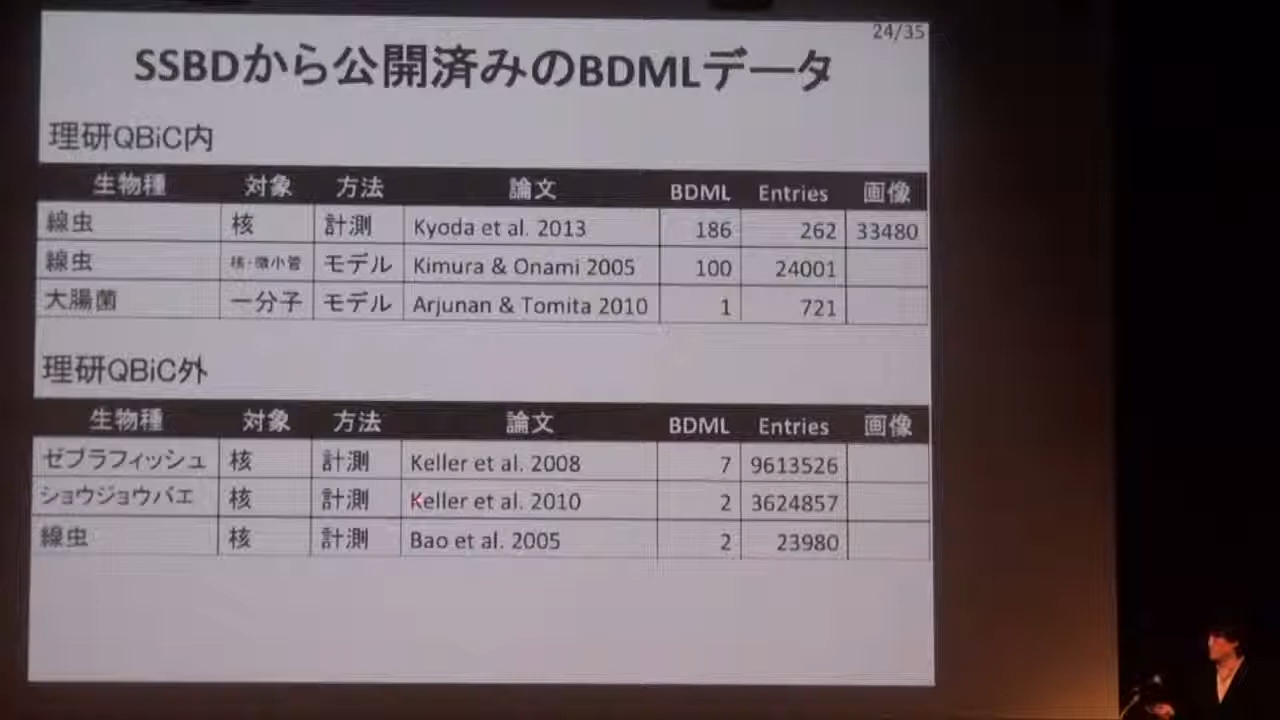 24/35
SSBDから公開済みのBDMLデータ
理研QBiC内
生物種 対象 方法 論文 BDML Entries 画像
線虫 核 計測 Kyoda et al. 2013 186 262 33480
線虫 核・微小管 モデル Kimura & Onami 2005 100 24001
大腸菌 一分子 モデル Arjunan & Tomita 2010 1 721
理研QBiC外
生物種 対象 方法 論文 BDML Entries 画像
ゼブラフィッシュ 核 計測 Keller et al. 2008 7 9613526
ショウジョウバエ 核 計測 Keller et al. 2010 2 3624857
線虫 核 計測 Bao et al. 2005 2 23980